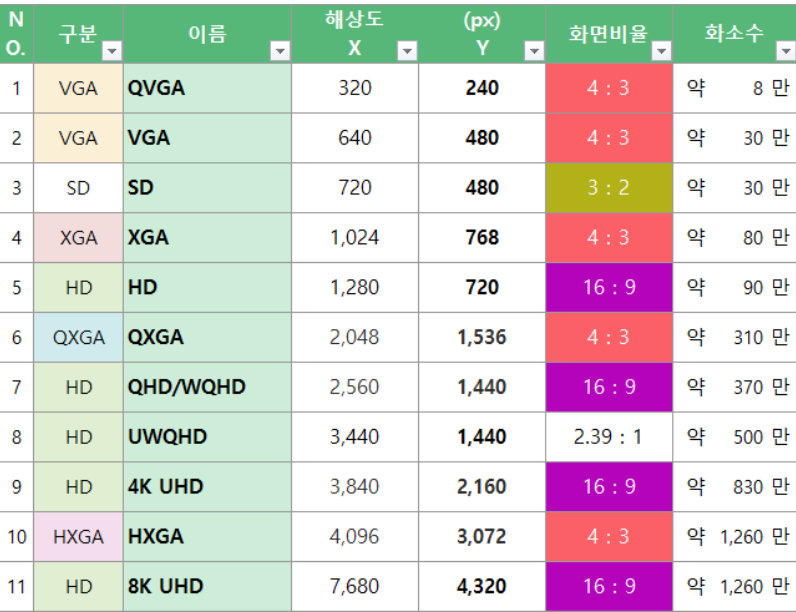 NO. 구분 이름 해상도 X (px) Y 화면비율 화소수
1 VGA QVGA 320 240 4 : 3 약 8 만
2 VGA VGA 640 480 4 : 3 약 30 만
3 SD SD 720 480 3 : 2 약 30 만
4 XGA XGA 1,024 768 4 : 3 약 80 만
5 HD HD 1,280 720 16 : 9 약 90 만
6 QXGA QXGA 2,048 1,536 4 : 3 약 310 만
7 HD QHD/WQHD 2,560 1,440 16 : 9 약 370 만
8 HD UWQHD 3,440 1,440 2.39 : 1 약 500 만
9 HD 4K UHD 3,840 2,160 16 : 9 약 830 만
10 HXGA HXGA 4,096 3,072 4 : 3 약 1,260 만
11 HD 8K UHD 7,680 4,320 16 : 9 약 1,260 만